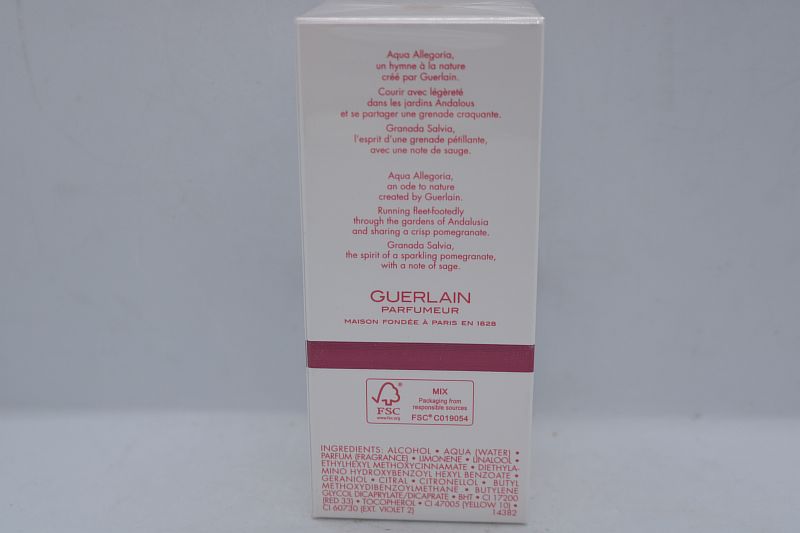 Aqua Allegoria,
un hymne à la nature
créé par Guerlain.
Courir avec légèreté
dans les jardins Andalous
et se partager une grenade craquante.
Granada Salvia,
l'esprit d'une grenade pétillante,
avec une note de sauge.
Aqua Allegoria,
an ode to nature
created by Guerlain.
Running fleet-footedly
through the gardens of Andalusia
and sharing a crisp pomegranate.
Granada Salvia,
the spirit of a sparkling pomegranate,
with a note of sage.
GUERLAIN
PARFUMEUR
MAISON FONDÉE À PARIS EN 1828
FSC
www.fsc.org
MIX
Packaging from
responsible sources
FSC® C019054
INGREDIENTS: ALCOHOL • AQUA (WATER) •
PARFUM (FRAGRANCE) • LIMONENE • LINALOOL •
ETHYLHEXYL METHOXYCINNAMATE • DIETHYLA-
MINO HYDROXYBENZOYL HEXYL BENZOATE •
GERANIOL • CITRAL • CITRONELLOL • BUTYL
METHOXYDIBENZOYLMETHANE • BUTYLENE
GLYCOL DICAPRYLATE/DICAPRATE • BHT • CI 17200
(RED 33) • TOCOPHEROL • CI 47005 (YELLOW 10) •
CI 60730 (EXT. VIOLET 2) 14382